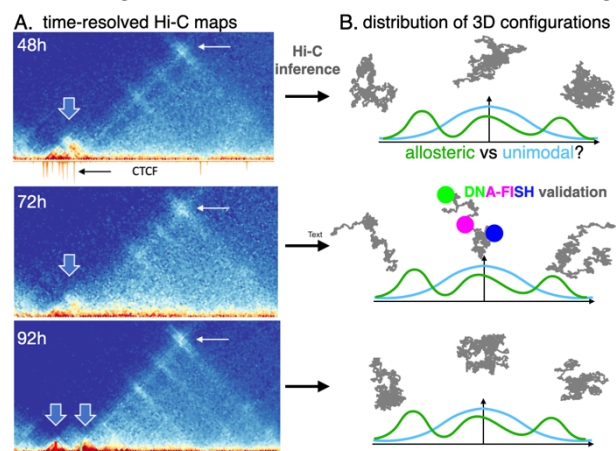 A. time-resolved Hi-C maps
B. distribution of 3D configurations
48h
Hi-C
inference
CTCF
allosteric vs unimodal?
72h
DNA-FISH validation
Text
92h